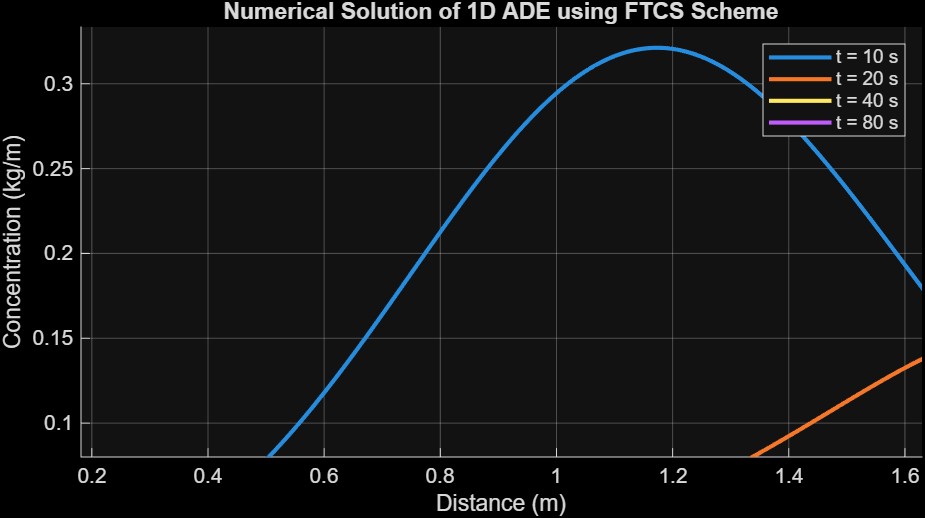 Numerical Solution of 1D ADE using FTCS Scheme
t = 10 s
t = 20 s
t = 40 s
t = 80 s
Concentration (kg/m)
0.3
0.25
0.2
0.15
0.1
0.2 0.4 0.6 0.8 1 1.2 1.4 1.6
Distance (m)